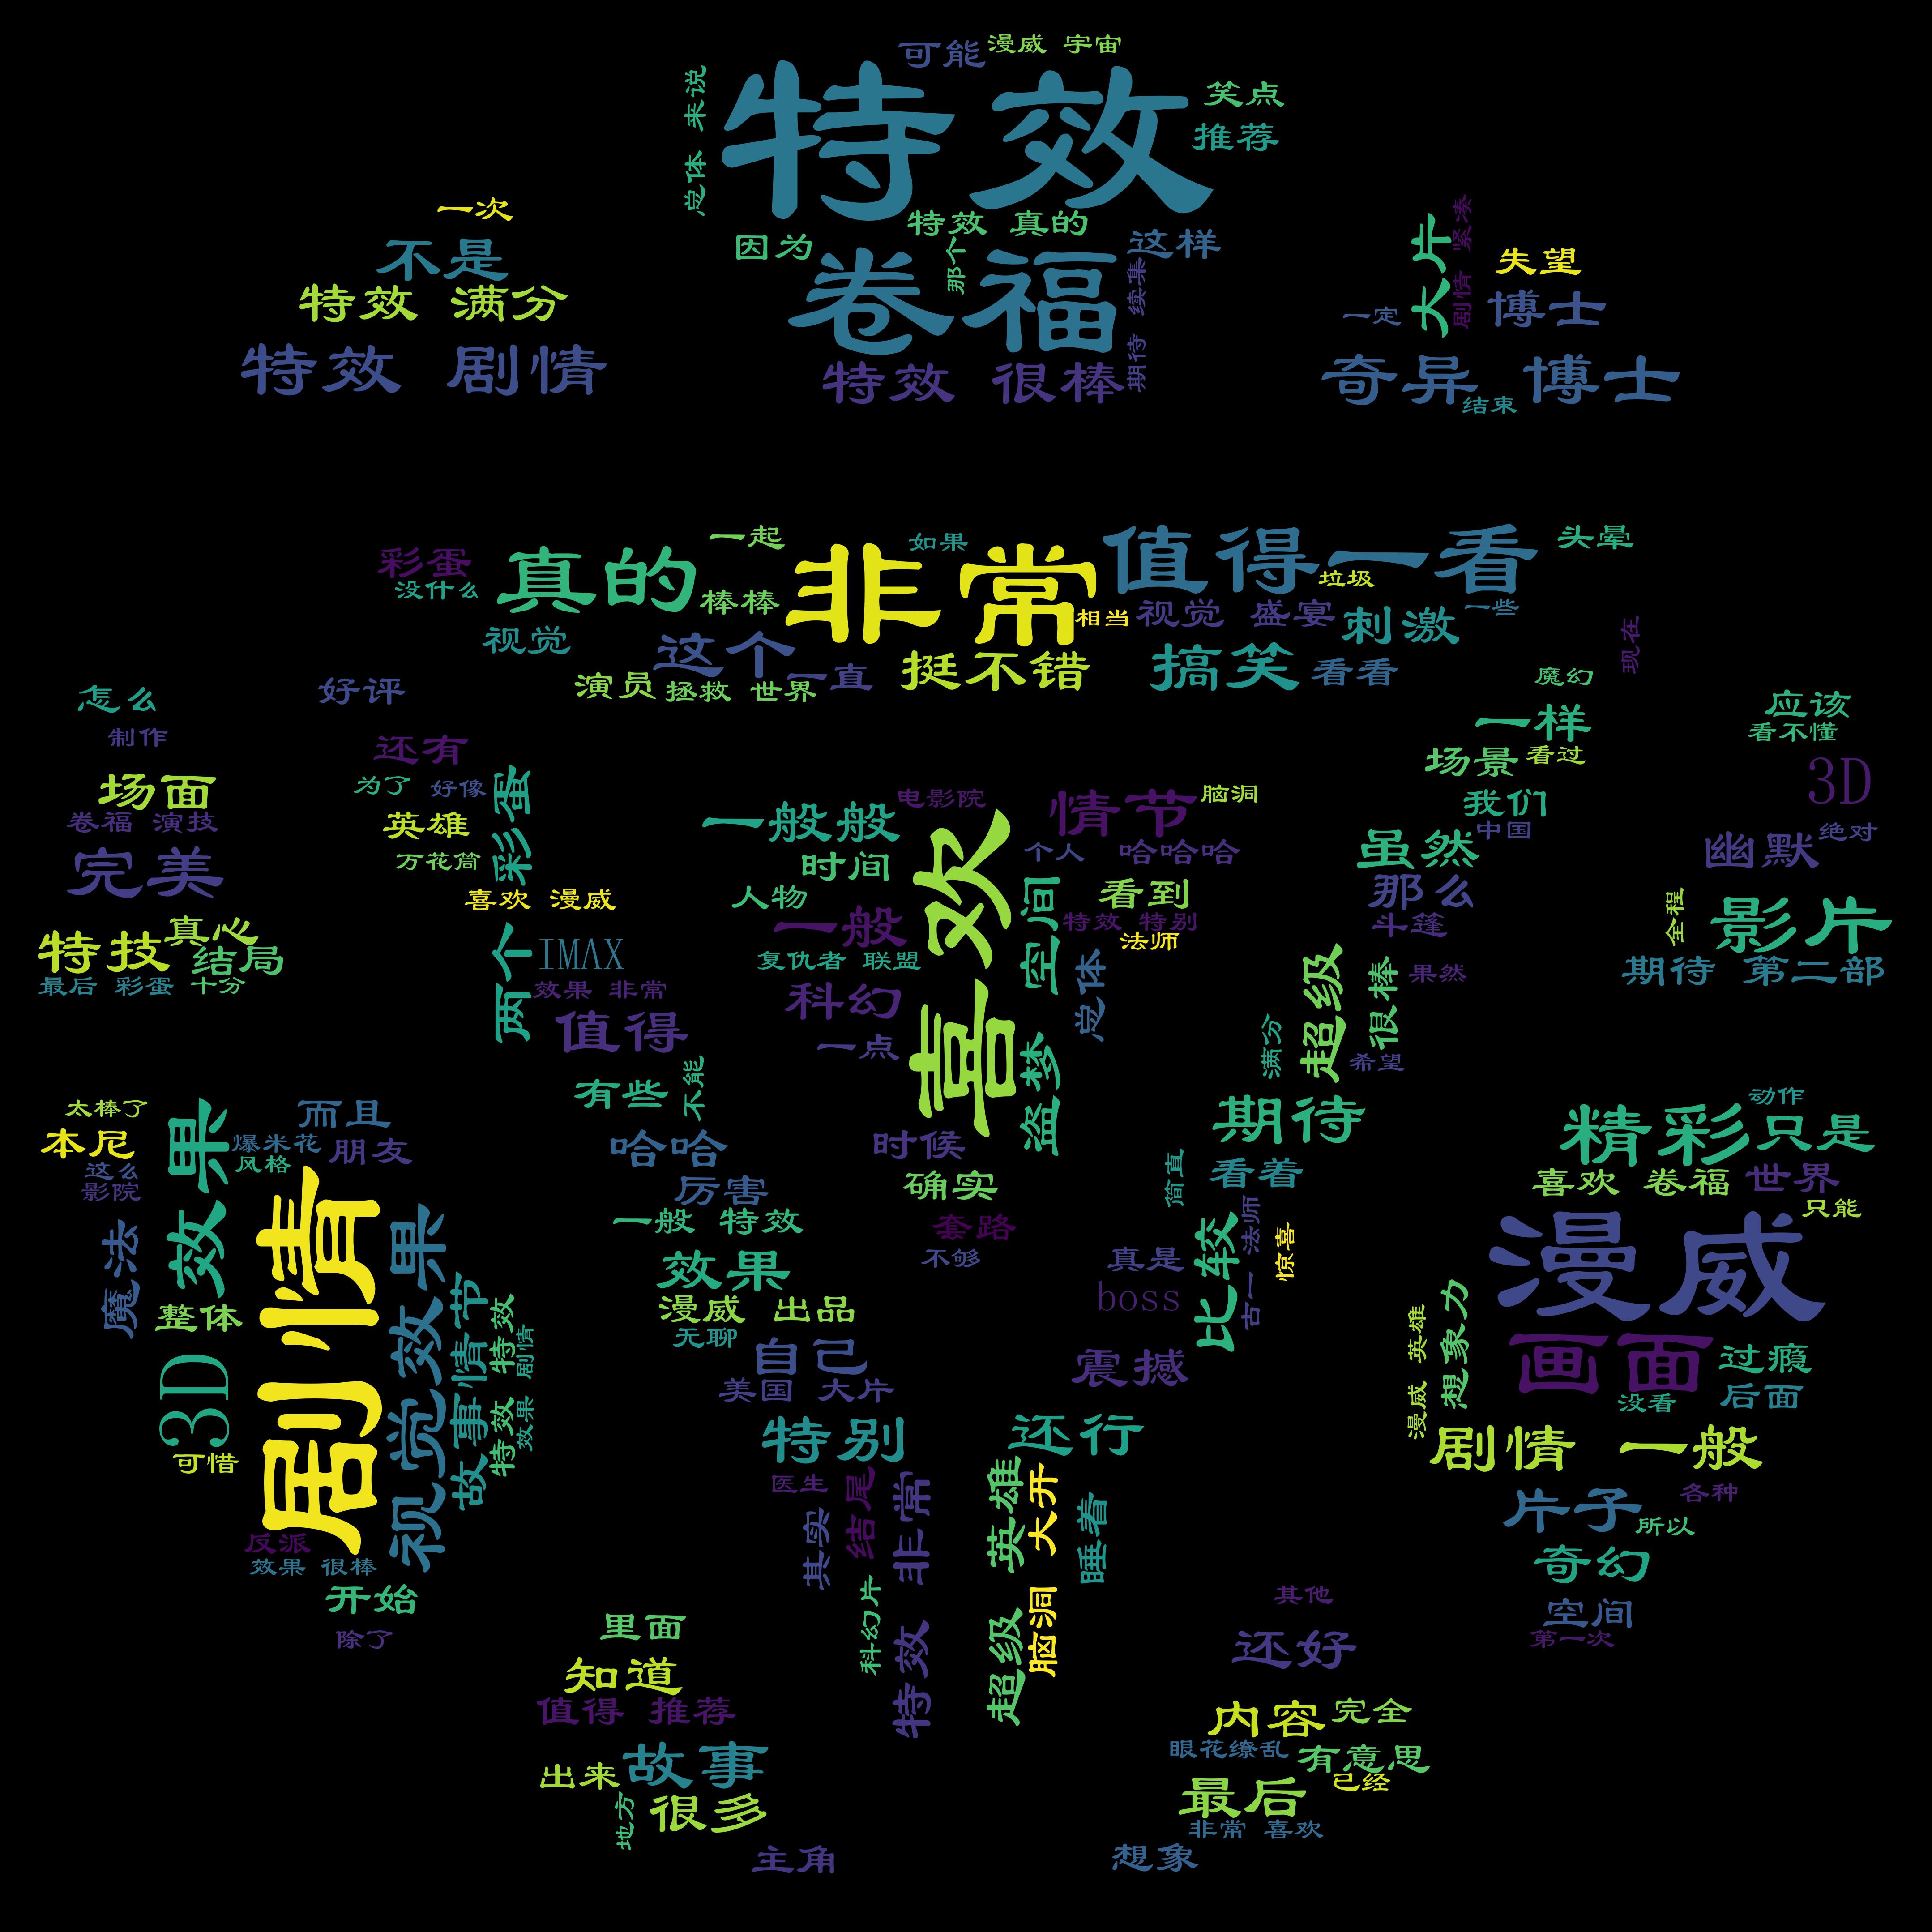 可能
漫威 宇宙
总体 来说
特效
笑点
推荐
特效 真的
因为
那个
这样
卷福
期待 续集
特效 很棒
一次
不是
特效 满分
特效 剧情
大片
剧情 紧凑
失望
一定
博士
奇异 博士
结束
彩蛋
没什么
真的
一起
棒棒
非常
如果
值得一看
垃圾
头晕
相当
视觉 盛宴
刺激
一些
视觉
这个
一直
挺不错
搞笑
看看
现在
演员
拯救 世界
魔幻
怎么
制作
好评
还有
一样
应该
看不懂
场景
看过
场面
为了
好像
彩蛋
卷福 演技
英雄
万花筒
完美
一般般
电影院
情节
脑洞
我们
中国
3D
绝对
时间
喜欢
个人
哈哈哈
虽然
幽默
喜欢 漫威
人物
空间
看到
那么
特技
真心
结局
两个
IMAX
一般
特效 特别
法师
斗篷
全程
影片
最后 彩蛋
十分
效果 非常
复仇者 联盟
总体
超级
很棒
果然
期待 第二部
值得
科幻
一点
盗梦
满分
希望
太棒了
本尼
效果
而且
爆米花
风格
朋友
有些
不能
期待
动作
精彩
只是
这么
影院
哈哈
时候
厉害
确实
简直
看着
喜欢 卷福
世界
只能
魔法
剧情
视觉效果
一般 特效
套路
不够
比较
古一 法师
惊喜
漫威
整体
故事情节
特效 特效
效果 剧情
效果
真是
boss
漫威 出品
无聊
漫威 英雄
想象力
画面
过瘾
3D
自己
震撼
没看
后面
可惜
美国 大片
特别
还行
剧情 一般
反派
效果 很棒
医生
其实
结尾
特效 非常
超级 英雄
脑洞 大开
睡着
片子
各种
所以
开始
除了
科幻片
奇幻
空间
第一次
里面
知道
值得 推荐
其他
还好
内容
完全
出来
故事
眼花缭乱
有意思
地方
很多
最后
已经
非常 喜欢
主角
想象